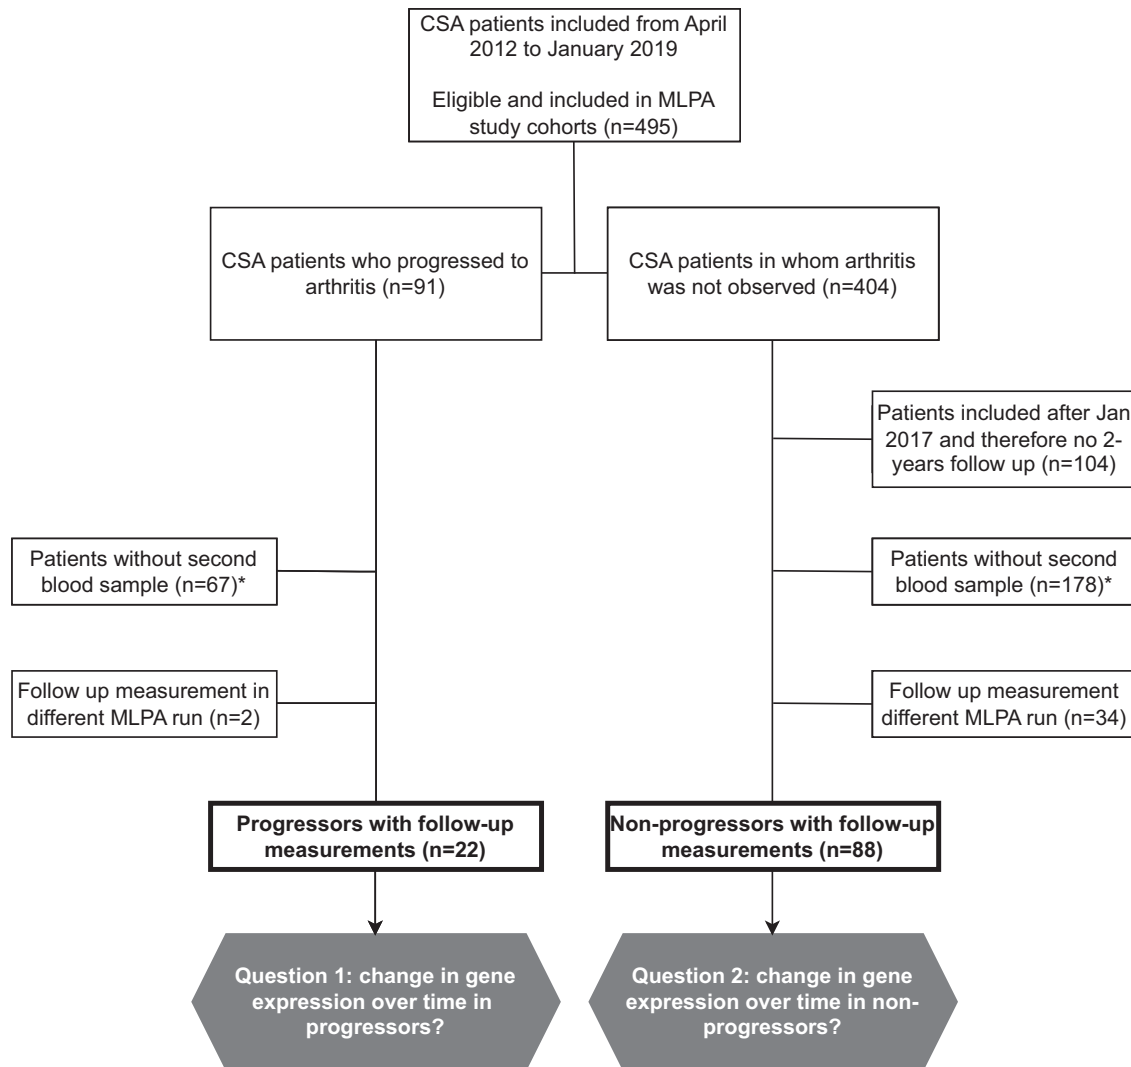 CSA patients included from April
2012 to January 2019
Eligible and included in MLPA
study cohorts (n=495)
CSA patients who progressed to
arthritis (n=91)
CSA patients in whom arthritis
was not observed (n=404)
Patients included after Jan
2017 and therefore no 2-
years follow up (n=104)
Patients without second
blood sample (n=67)*
Patients without second
blood sample (n=178)*
Follow up measurement in
different MLPA run (n=2)
Follow up measurement
different MLPA run (n=34)
Progressors with follow-up
measurements (n=22)
Non-progressors with follow-up
measurements (n=88)
Question 1: change in gene
expression over time in
progressors?
Question 2: change in gene
expression over time in non-
progressors?